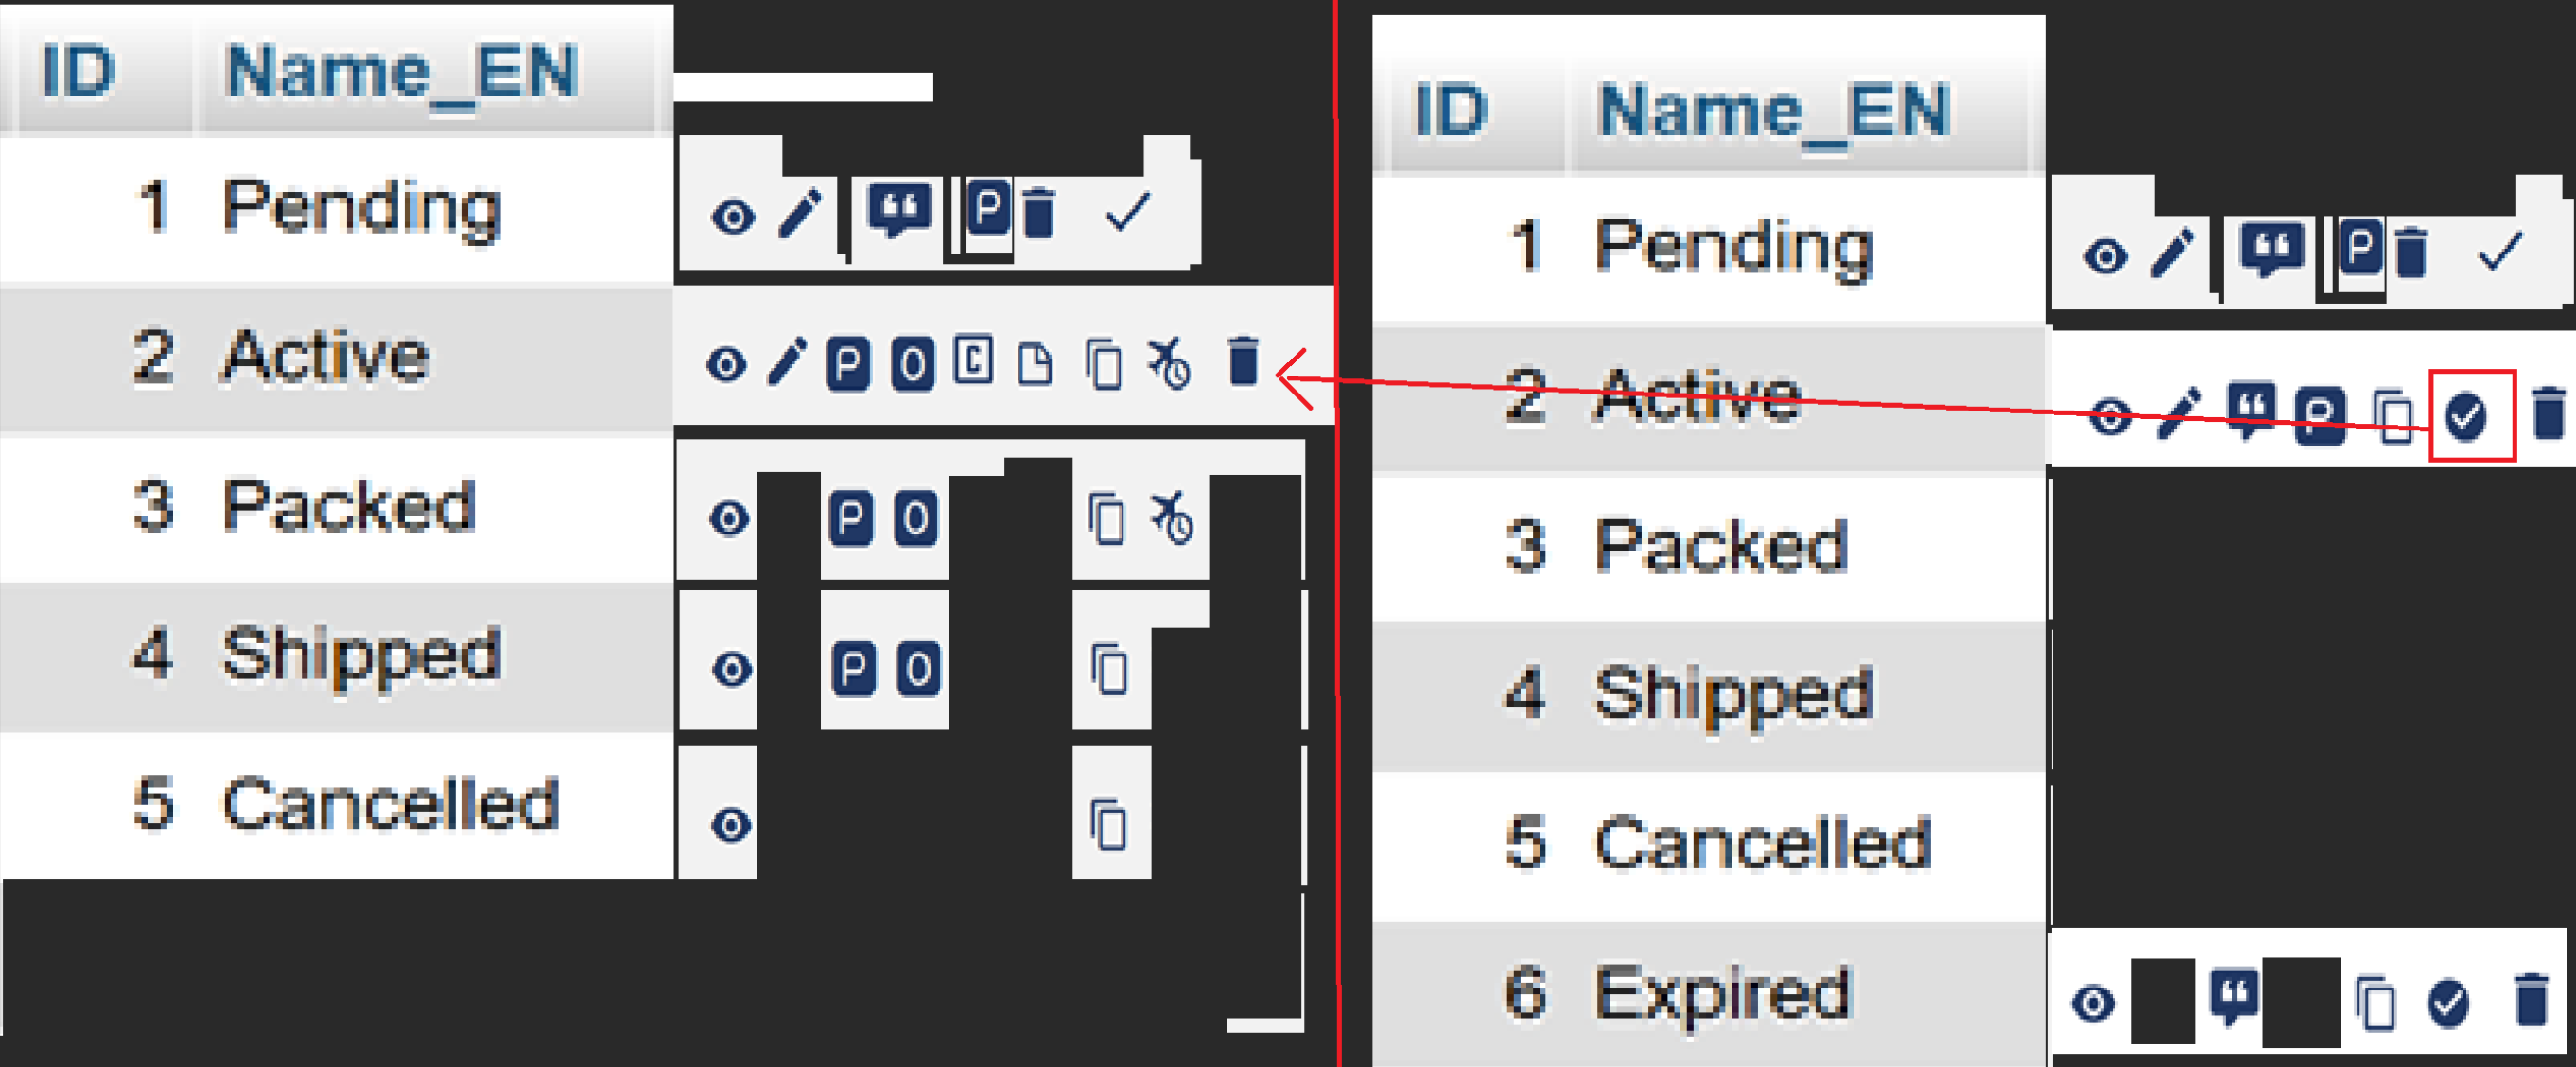 ID Name_EN
1 Pending “ P
2 Active P O C
3 Packed P O
4 Shipped P O
5 Cancelled
ID Name_EN
1 Pending “ P
2 Active “ P
3 Packed
4 Shipped
5 Cancelled
6 Expired “